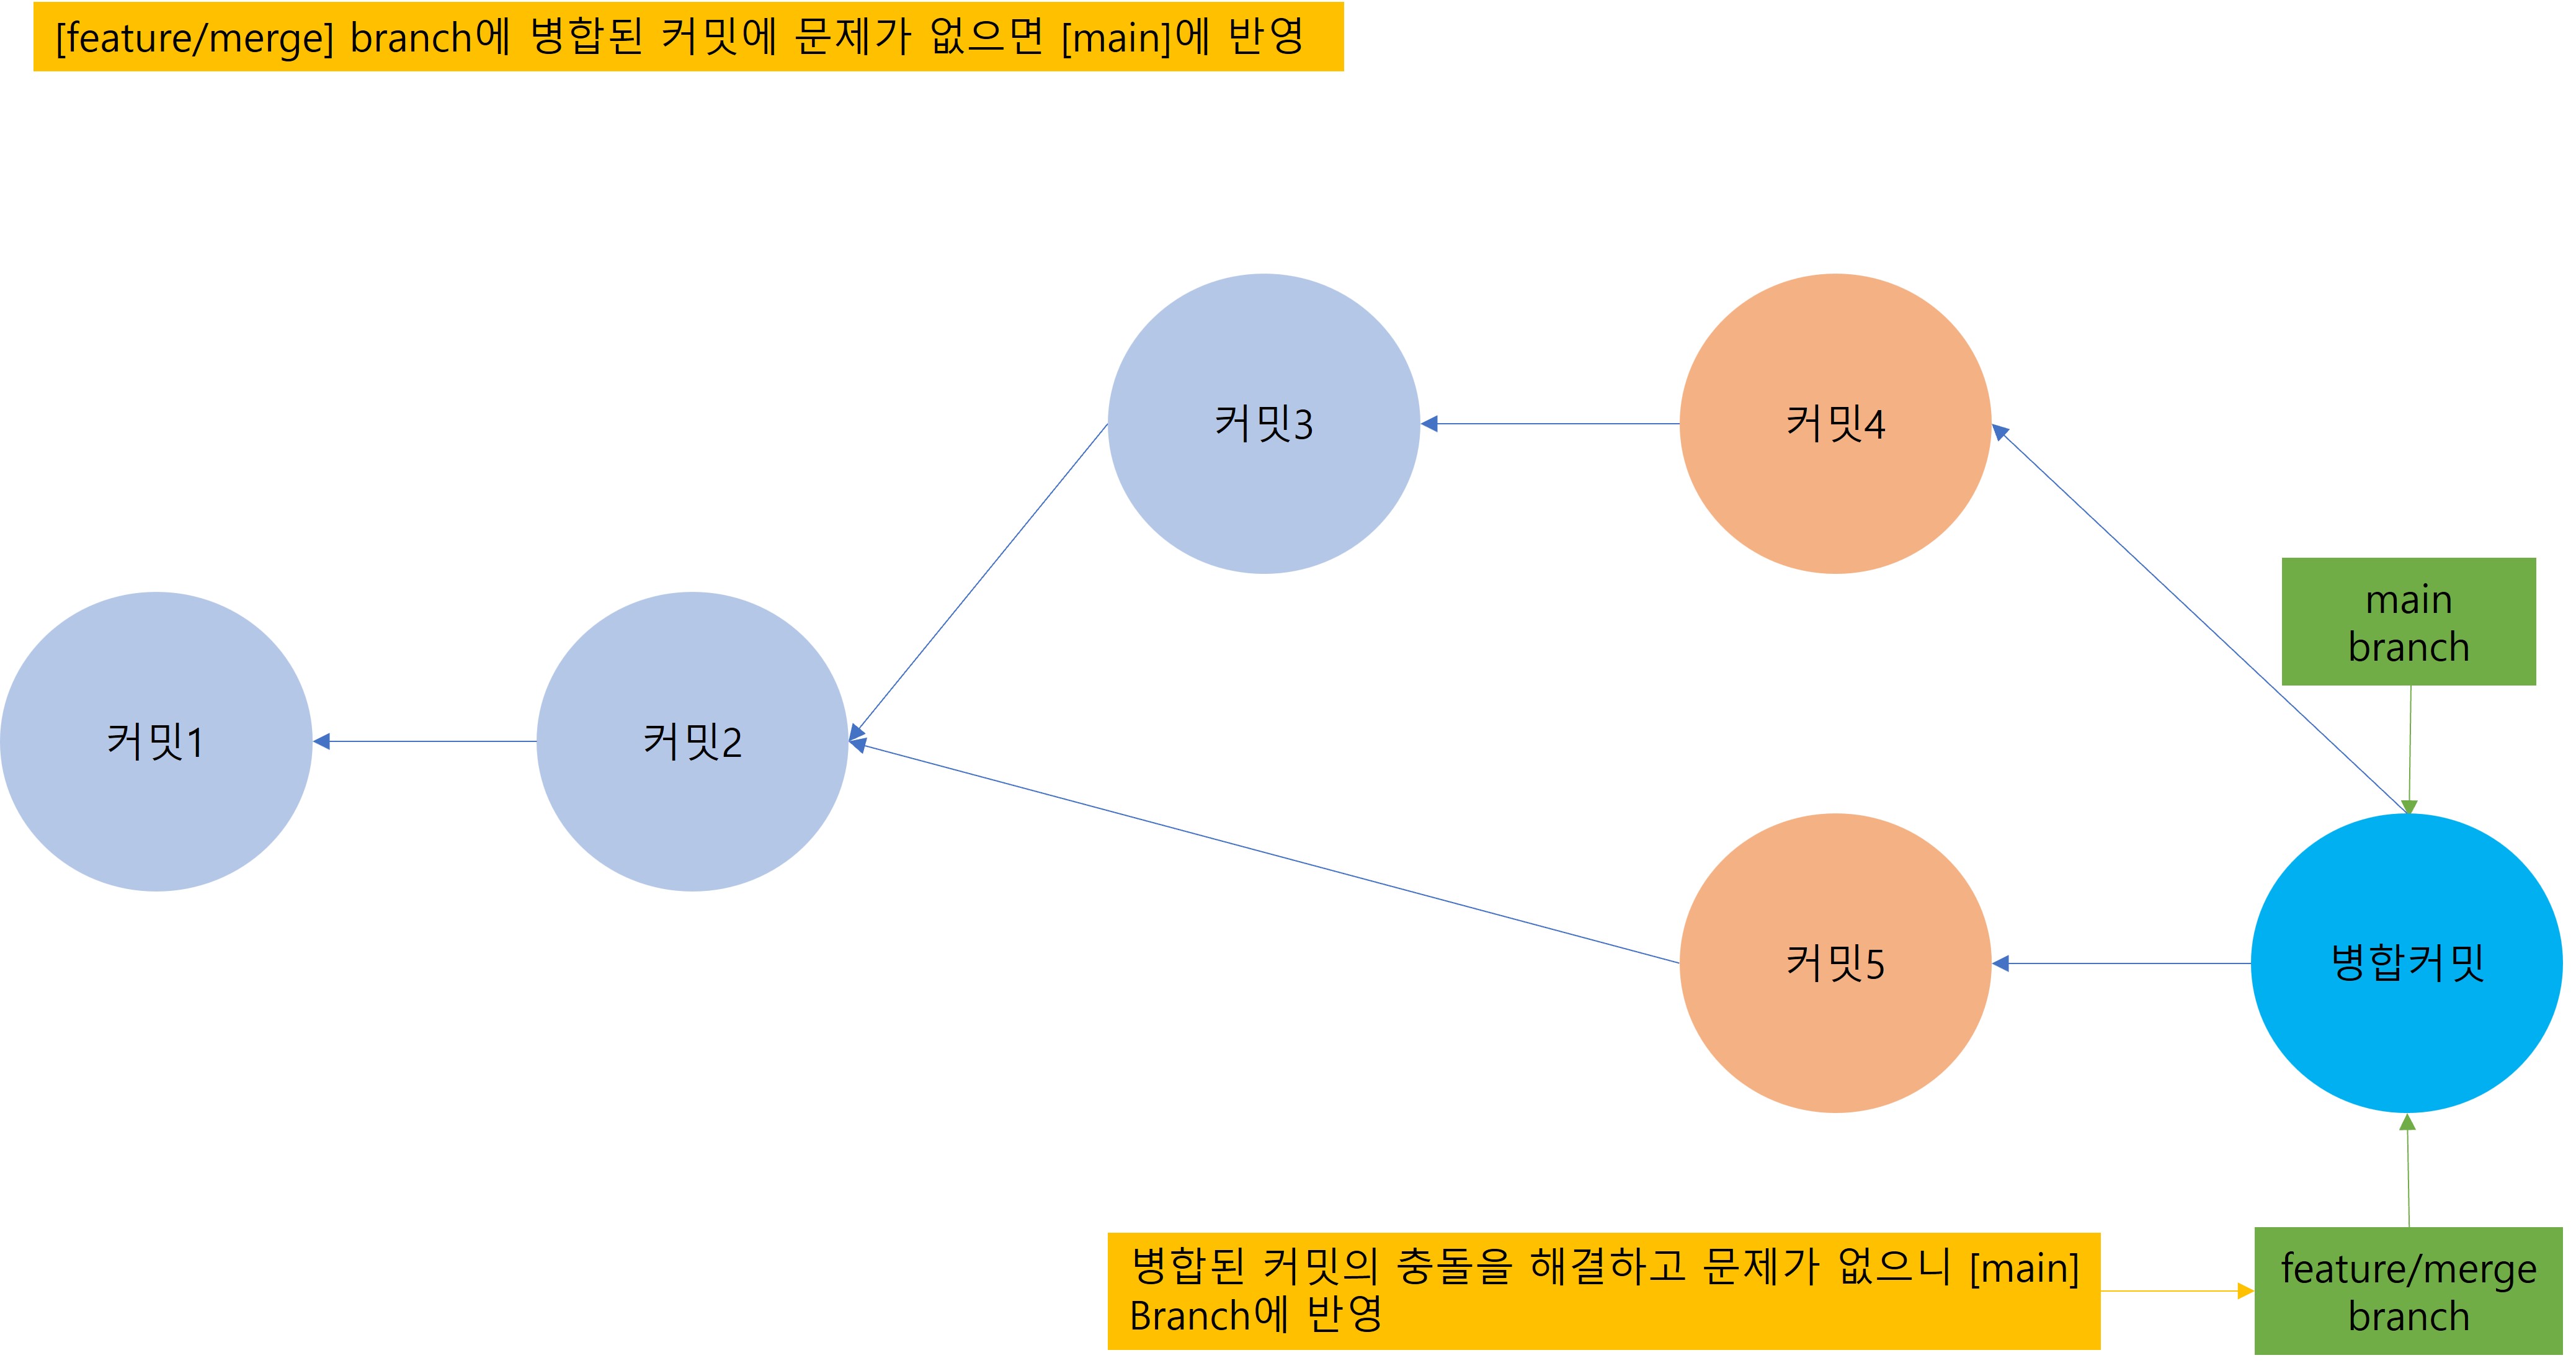 [feature/merge] branch에 병합된 커밋에 문제가 없으면 [main]에 반영
커밋3
커밋4
main
branch
커밋1
커밋2
커밋5
병합커밋
병합된 커밋의 충돌을 해결하고 문제가 없으니 [main]
Branch에 반영
feature/merge
branch